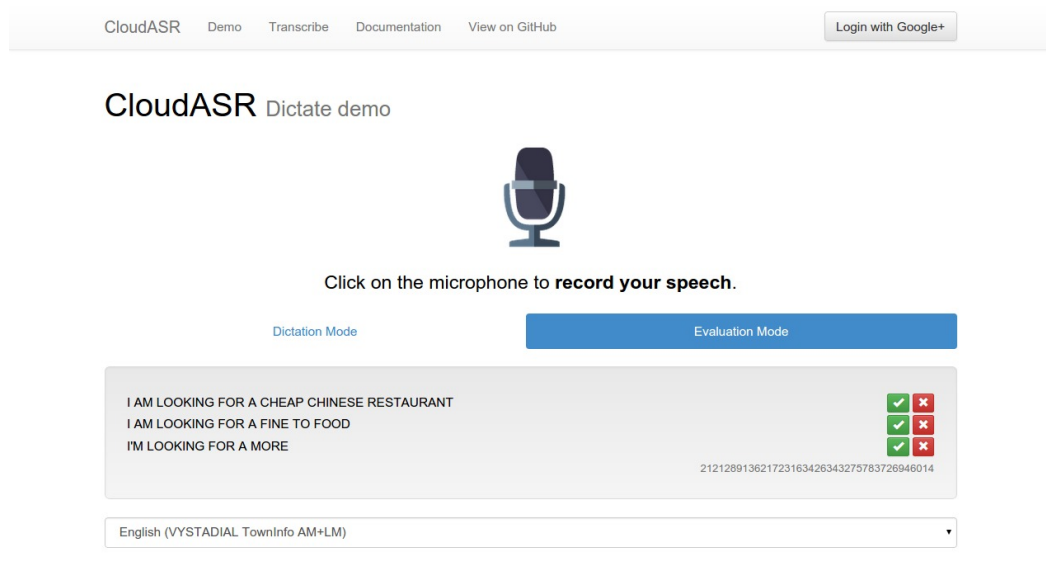 CloudASR Demo Transcribe Documentation View on GitHub Login with Google+
CloudASR Dictate demo
Click on the microphone to record your speech.
Dictation Mode Evaluation Mode
I AM LOOKING FOR A CHEAP CHINESE RESTAURANT
I AM LOOKING FOR A FINE TO FOOD
I'M LOOKING FOR A MORE
212128913621723163426343275783726946014
English (VYSTADIAL TownInfo AM+LM)